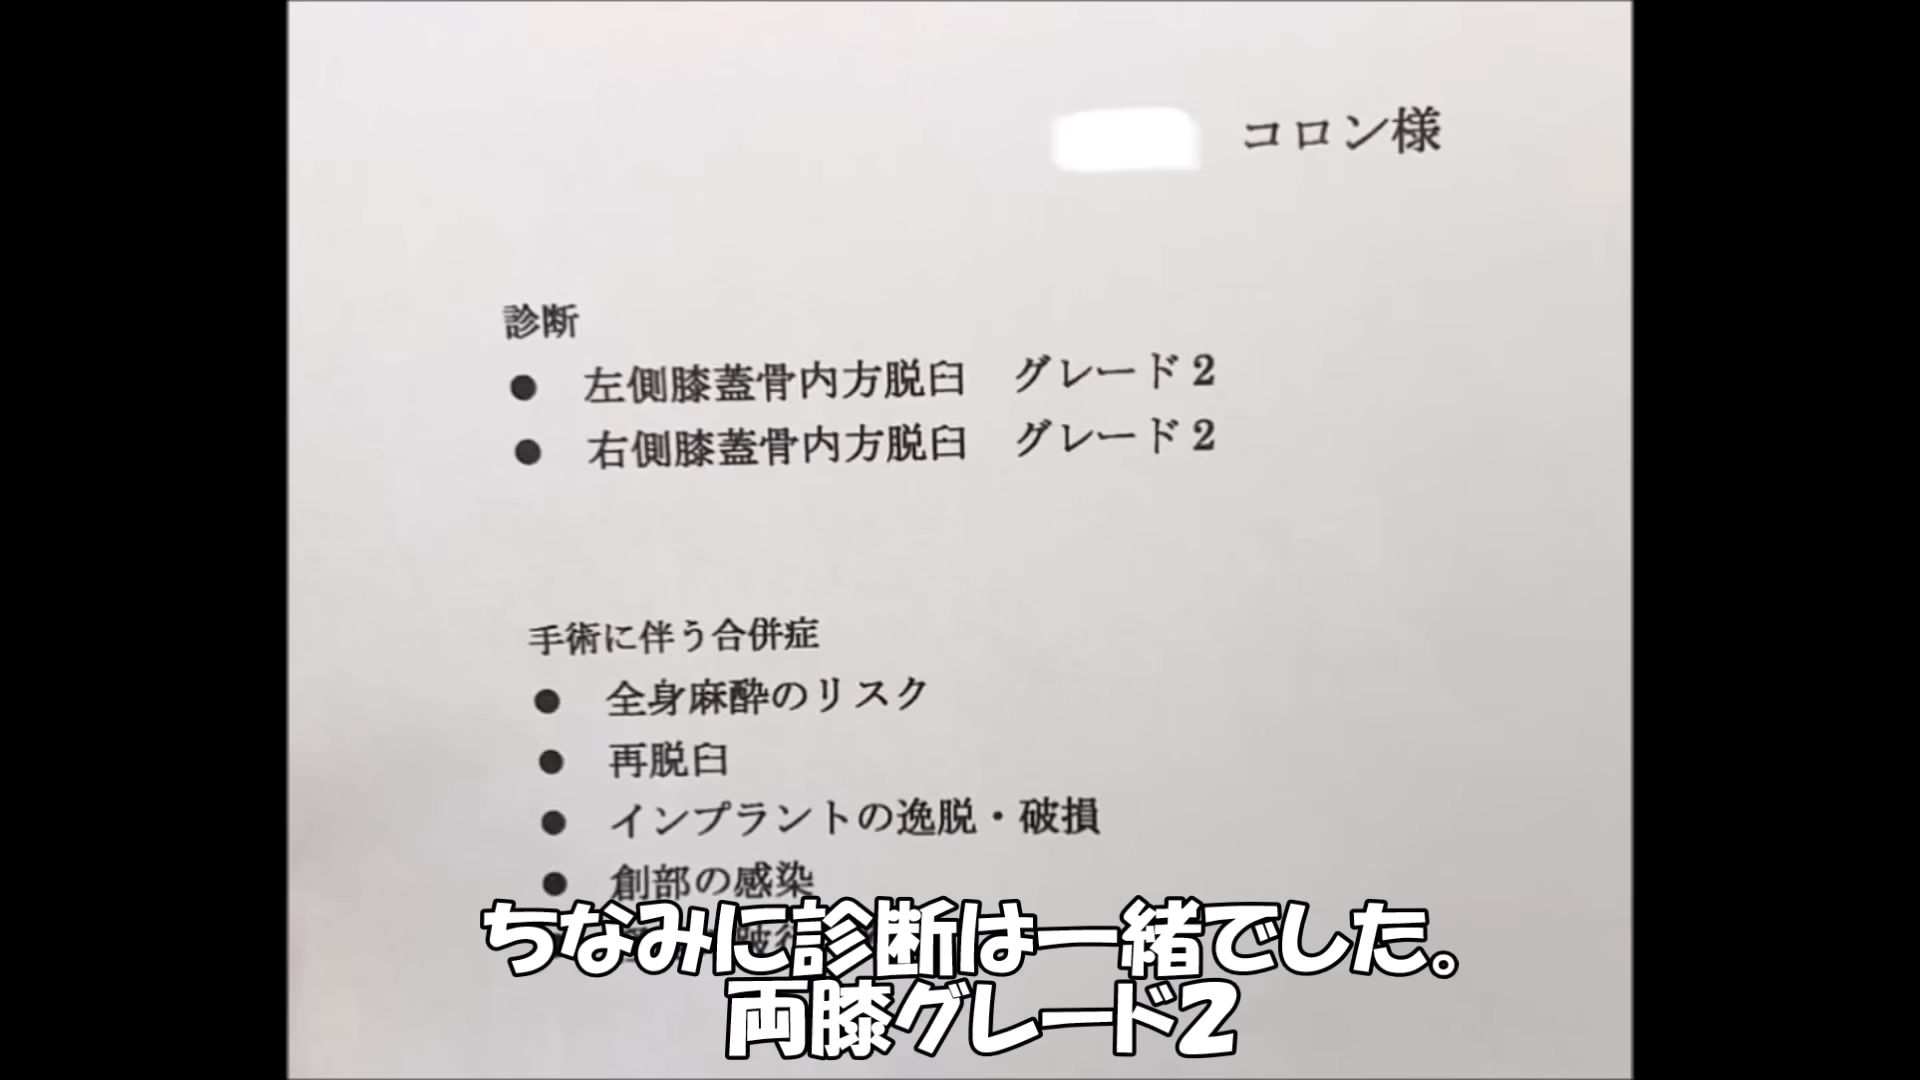 コロン様
診断
● 左側膝蓋骨内方脱臼 グレード2
● 右側膝蓋骨内方脱臼 グレード2
手術に伴う合併症
● 全身麻酔のリスク
● 再脱臼
● インプラントの逸脱・破損
● 創部の感染
ちなみに診断は一緒でした。
両膝グレード2